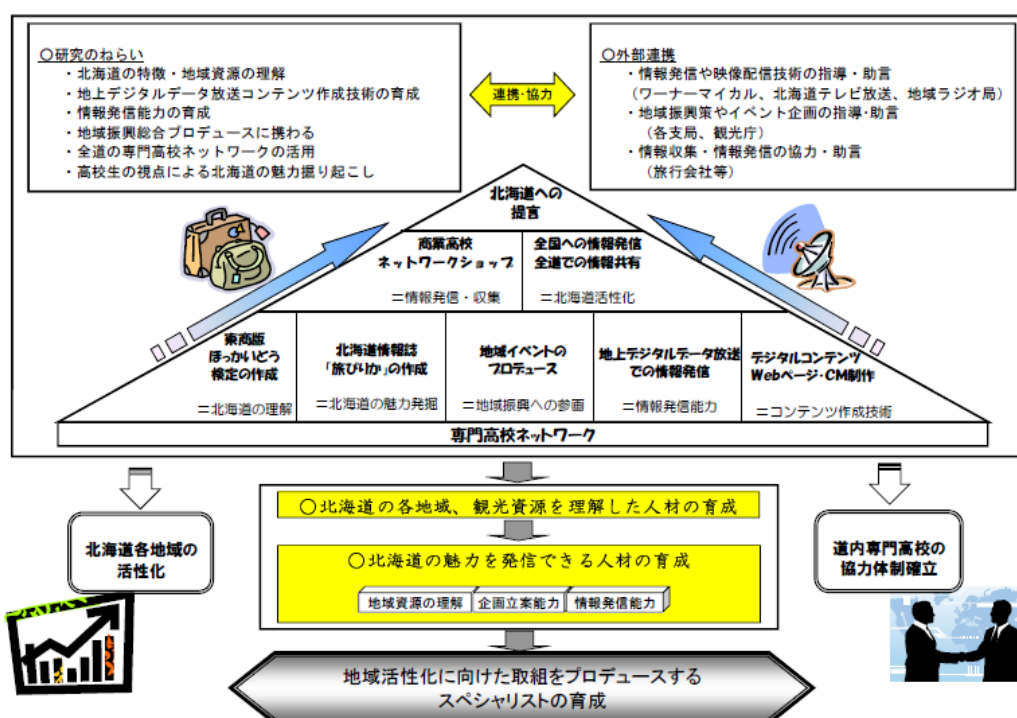 〇研究のねらい
・北海道の特徴・地域資源の理解
・地上デジタルデータ放送コンテンツ作成技術の育成
・情報発信能力の育成
・地域振興総合プロデュースに携わる
・全道の専門高校ネットワークの活用
・高校生の視点による北海道の魅力掘り起こし
連携・協力
〇外部連携
・情報発信や映像配信技術の指導・助言
(ワーナーマイカル、北海道テレビ放送、地域ラジオ局)
・地域振興策やイベント企画の指導・助言
(各支局、観光庁)
・情報収集・情報発信の協力・助言
(旅行会社等)
北海道への
提言
商業高校
ネットワークショップ
=情報発信・収集
全国への情報発信
全道での情報共有
=北海道活性化
東商版
ほっかいどう
検定の作成
=北海道の理解
北海道情報誌
「旅ぴりか」の作成
=北海道の魅力発掘
地域イベントの
プロデュース
=地域振興への参画
地上デジタルデータ放送
での情報発信
=情報発信能力
デジタルコンテンツ
Webページ・CM制作
=コンテンツ作成技術
専門高校ネットワーク
北海道各地域の
活性化
〇北海道の各地域、観光資源を理解した人材の育成
〇北海道の魅力を発信できる人材の育成
地域資源の理解 企画立案能力 情報発信能力
道内専門高校の
協力体制確立
地域活性化に向けた取組をプロデュースする
スペシャリストの育成